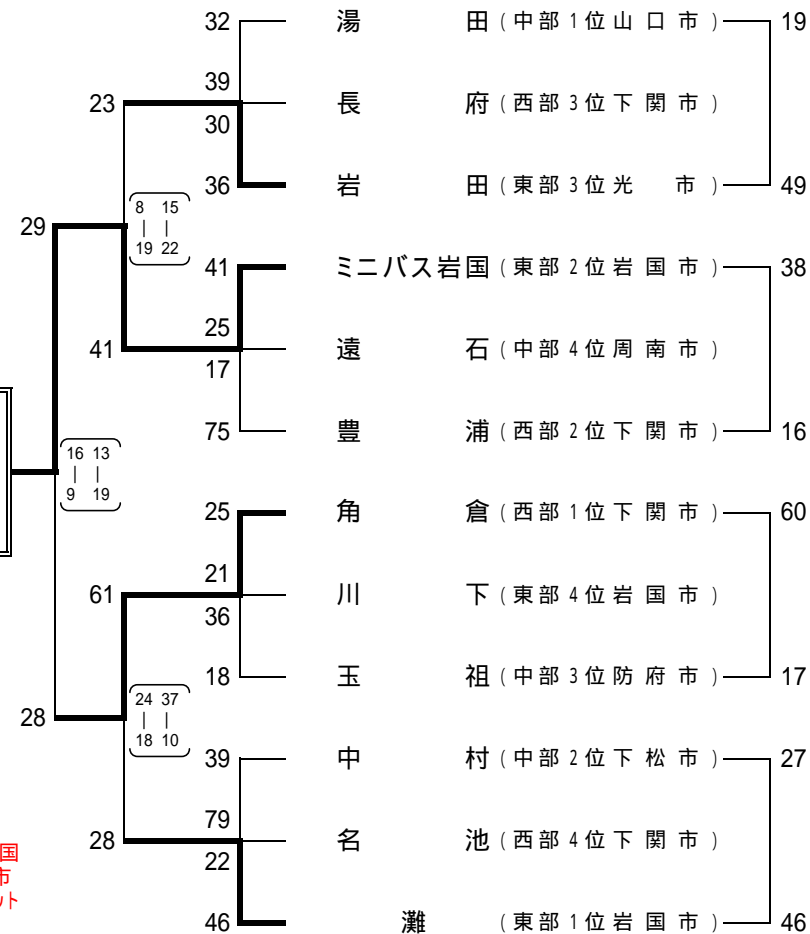 32 湯 田 (中部1位山口市) 19
39
23 長 府 (西部3位下関市)
30
36 岩 田 (東部3位光 市) 49
8 15
| |
19 22
29
41 ミニバス岩国 (東部2位岩国市) 38
25
41 遠 石 (中部4位周南市)
17
75 豊 浦 (西部2位下関市) 16
16 13
| |
9 19
25 角 倉 (西部1位下関市) 60
21
61 川 下 (東部4位岩国市)
36
18 玉 祖 (中部3位防府市) 17
24 37
| |
18 10
28
39 中 村 (中部2位下松市) 27
79
28 名 池 (西部4位下関市)
22
46 灘 (東部1位岩国市) 46
国
市
ット